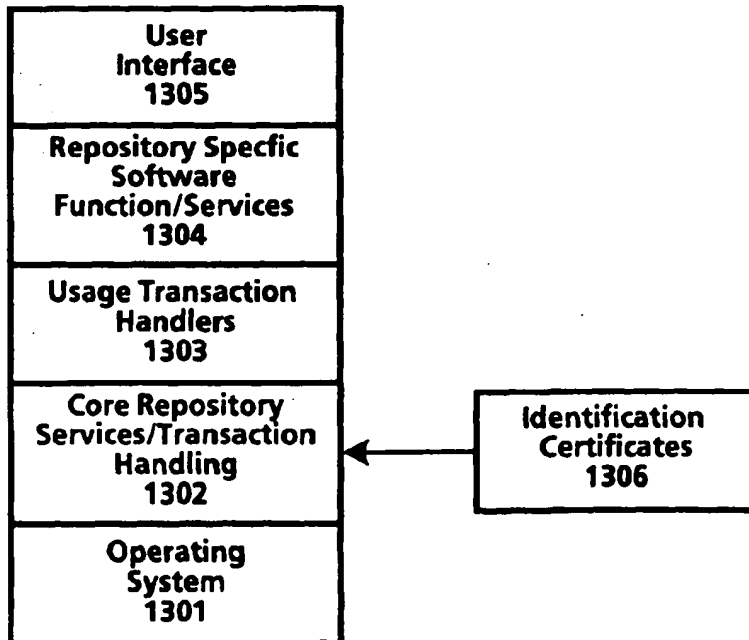 User
Interface
1305
Repository Specfic
Software
Function/Services
1304
Usage Transaction
Handlers
1303
Core Repository
Services/Transaction
Handling
1302
Identification
Certificates
1306
Operating
System
1301